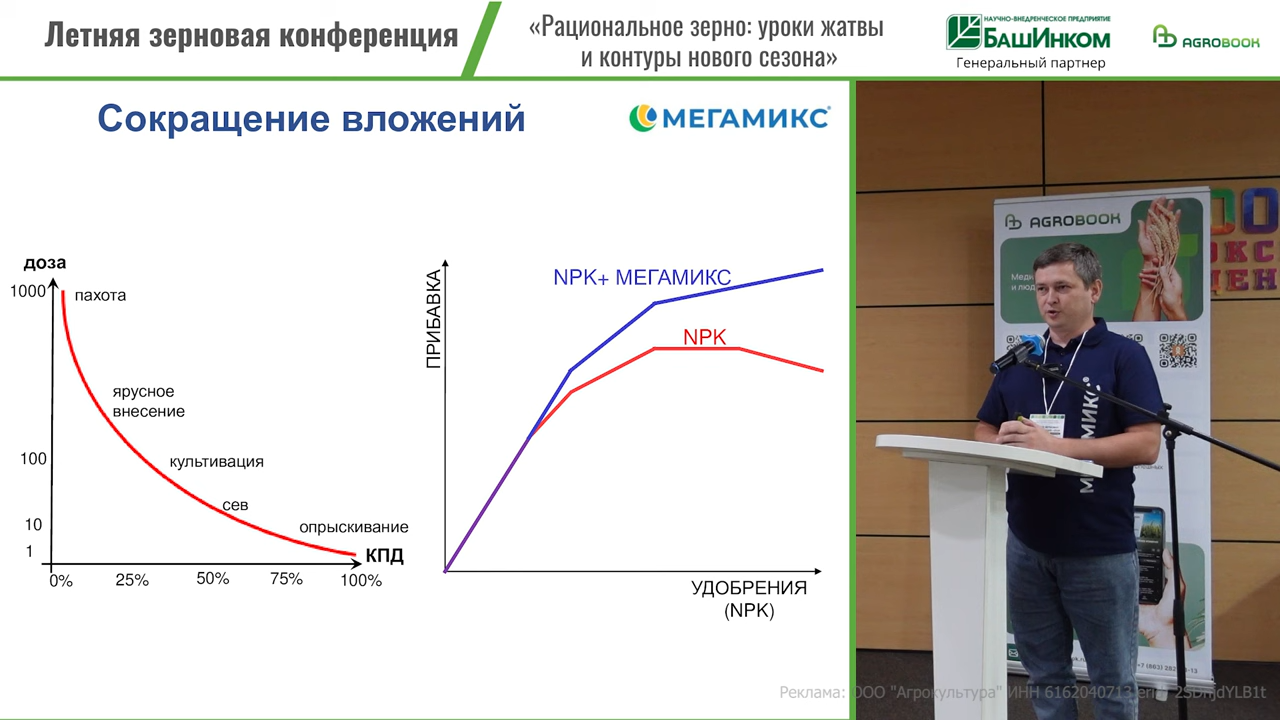 Летняя зерновая конференция
«Рациональное зерно: уроки жатвы
и контуры нового сезона»
НАУЧНО-ВНЕДРЕНЧЕСКОЕ ПРЕДПРИЯТИЕ
БАШИНКОМ
Генеральный партнер
AGROBOOK
Сокращение вложений
МЕГАМИКС®
доза
1000
пахота
ярусное
внесение
100
культивация
10
сев
опрыскивание
1
КПД
0%
25%
50%
75%
100%
ПРИБАВКА
NPK+ МЕГАМИКС
NPK
УДОБРЕНИЯ
(NPK)
AGROBOOK
и люд
Реклама: ООО "Агрокультура" ИНН 6162040713